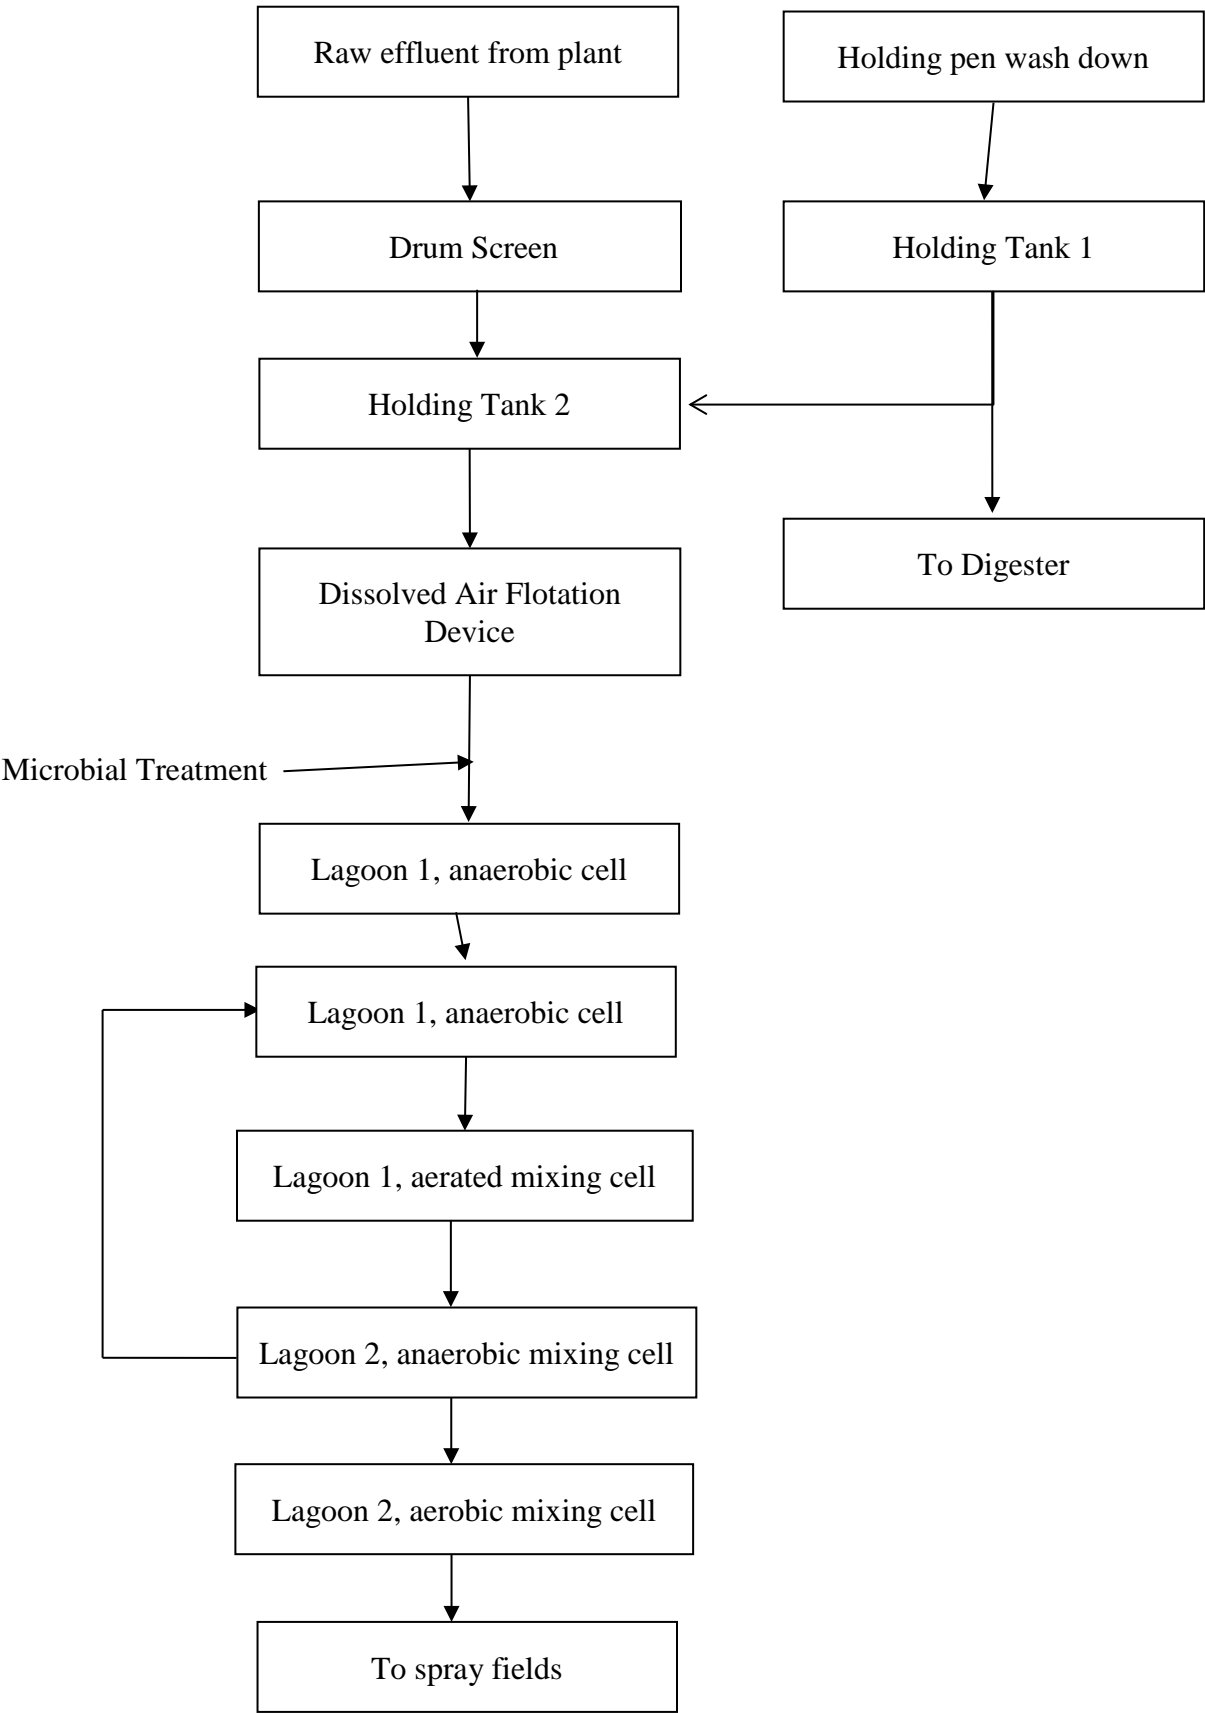 Raw effluent from plant
Holding pen wash down
Drum Screen
Holding Tank 1
Holding Tank 2
To Digester
Dissolved Air Flotation
Device
Microbial Treatment
Lagoon 1, anaerobic cell
Lagoon 1, anaerobic cell
Lagoon 1, aerated mixing cell
Lagoon 2, anaerobic mixing cell
Lagoon 2, aerobic mixing cell
To spray fields